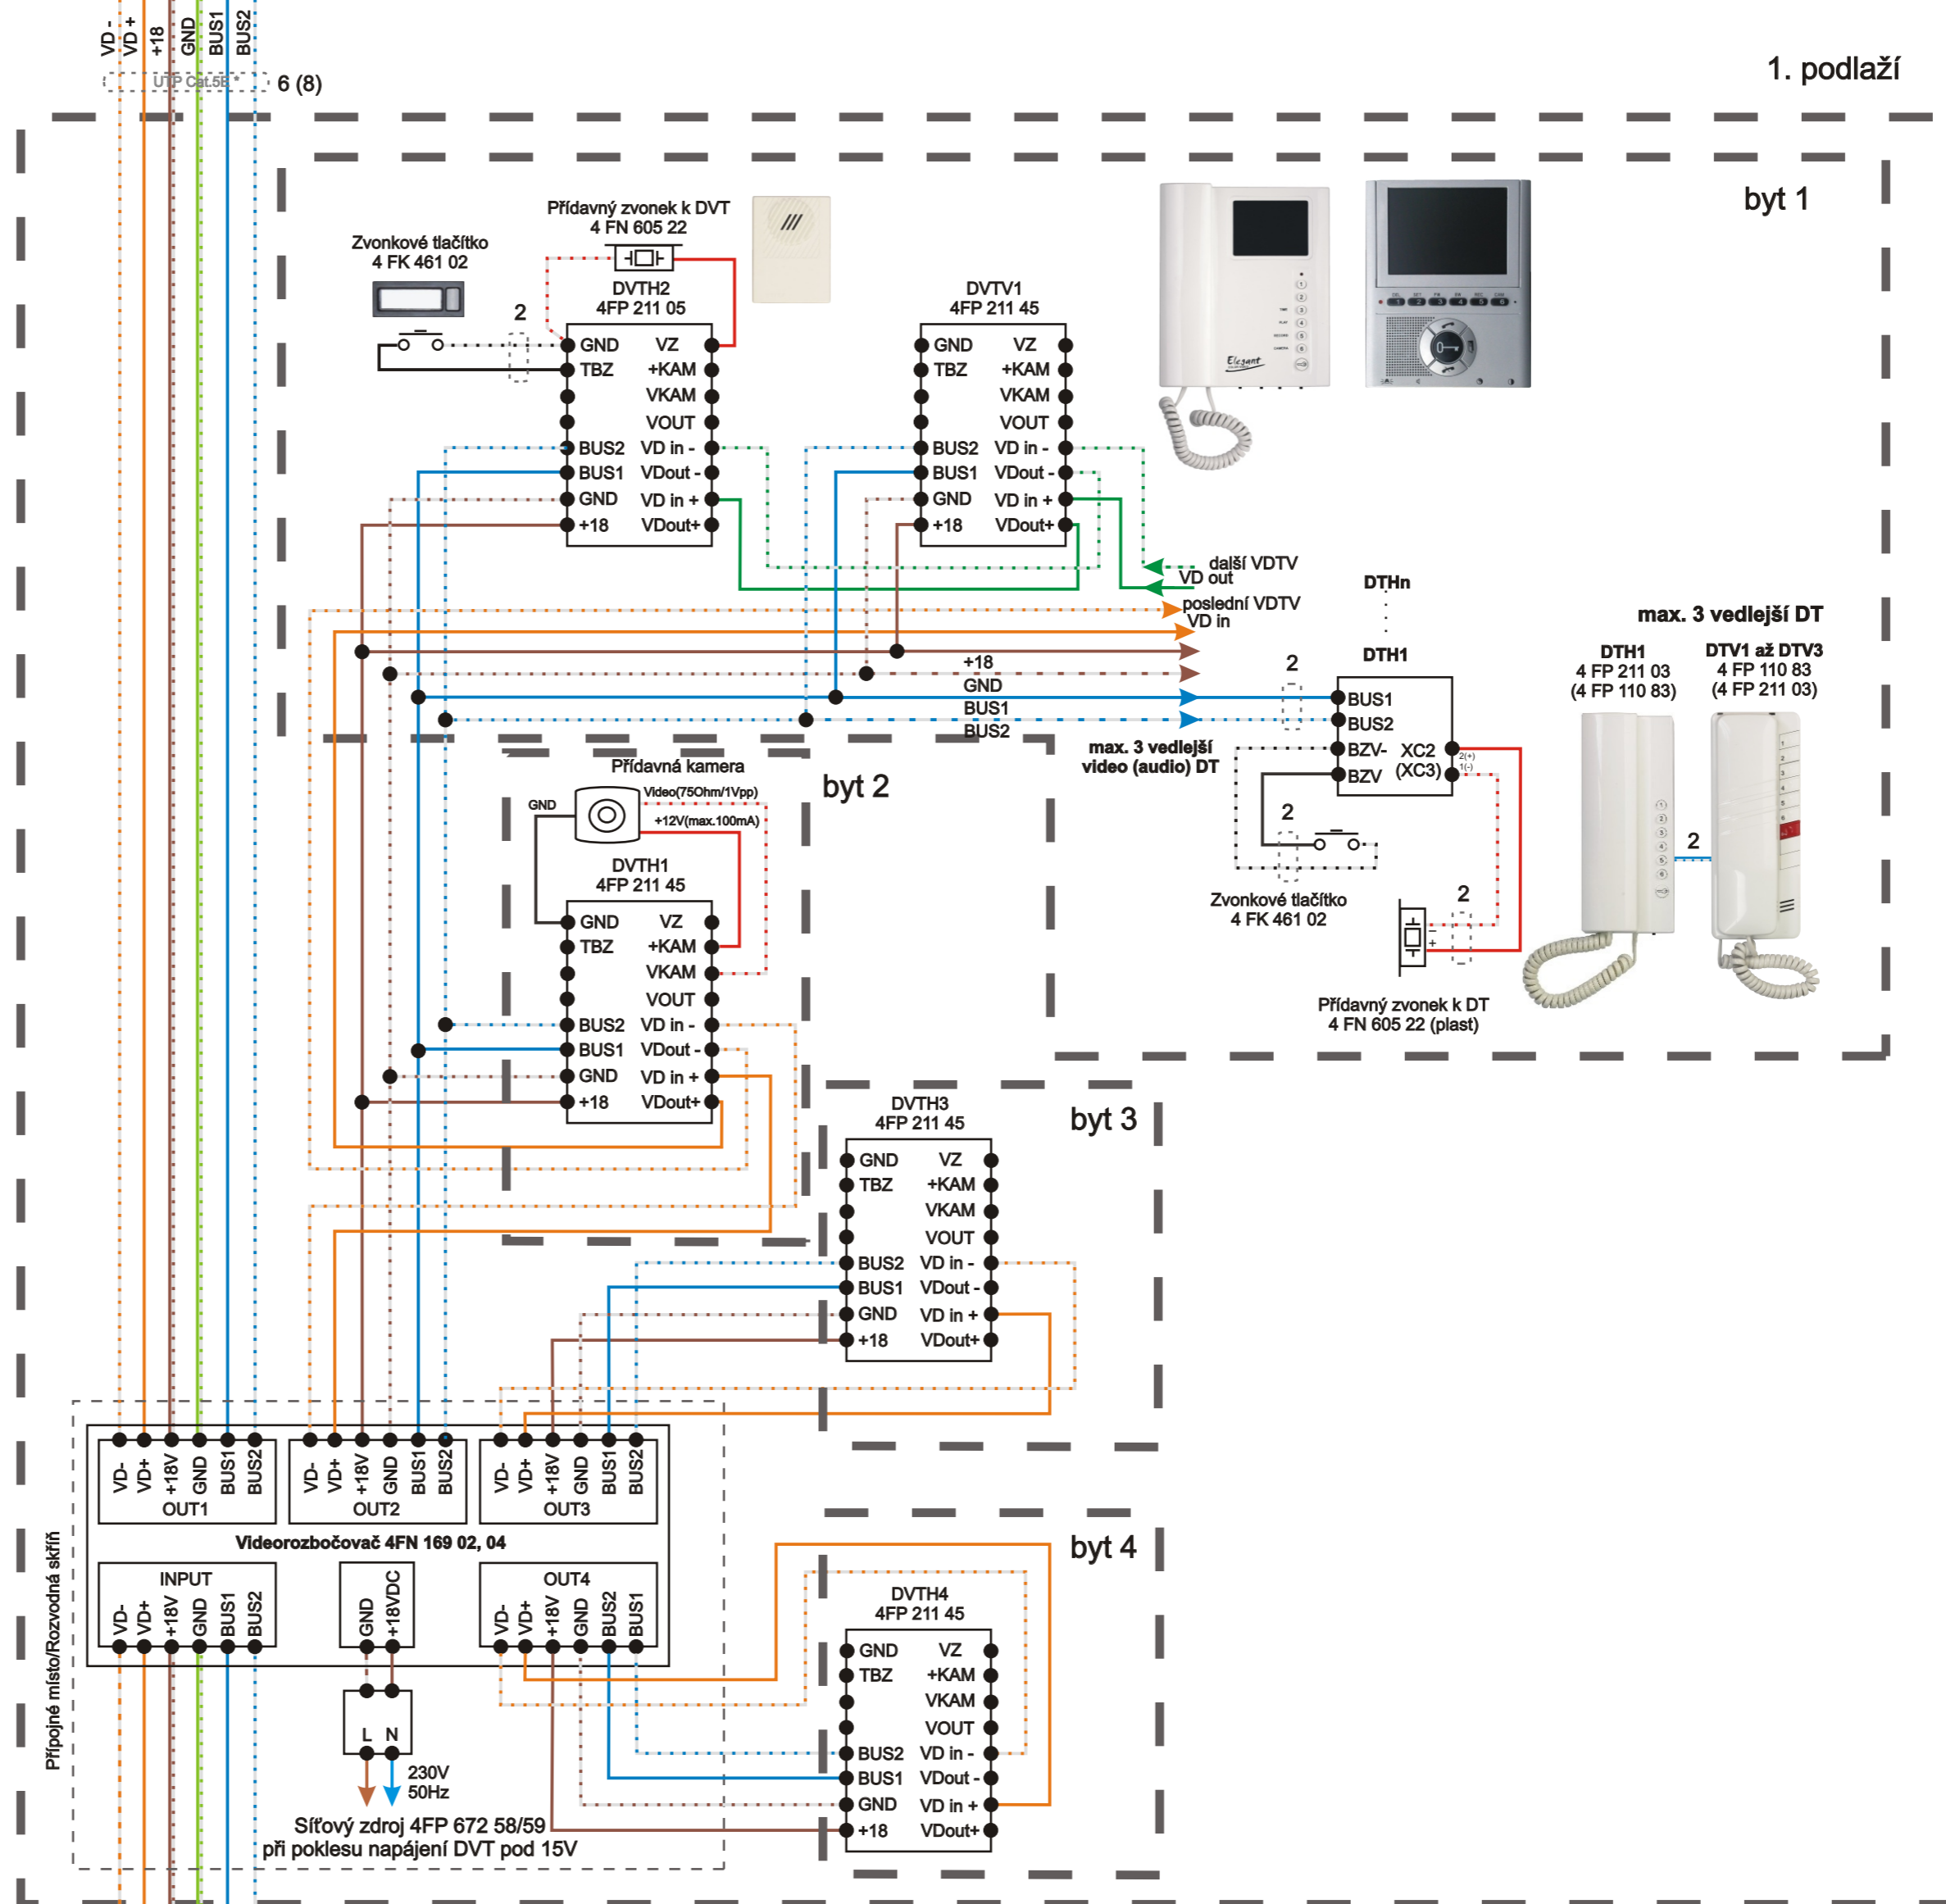 VD -
VD +
+18
GND
BUS1
BUS2
UTP Cat.5E *
6 (8)
1. podlaží
byt 1
Přídavný zvonek k DVT
4 FN 605 22
Zvonkové tlačítko
4 FK 461 02
2
DVTH2
4FP 211 05
GND VZ
TBZ +KAM
VKAM
VOUT
BUS2 VD in -
BUS1 VDout -
GND VD in +
+18 VDout+
DVTV1
4FP 211 45
GND VZ
TBZ +KAM
VKAM
VOUT
BUS2 VD in -
BUS1 VDout -
GND VD in +
+18 VDout+
Elegant
další VDTV
VD out
poslední VDTV
VD in
+18
GND
BUS1
BUS2
max. 3 vedlejší
video (audio) DT
DTHn
DTH1
2
BUS1
BUS2
BZV- XC2
BZV (XC3)
2(+)
1(-)
2
Zvonkové tlačítko
4 FK 461 02
2
–
+
Přídavný zvonek k DT
4 FN 605 22 (plast)
max. 3 vedlejší DT
DTH1
4 FP 211 03
(4 FP 110 83)
DTV1 až DTV3
4 FP 110 83
(4 FP 211 03)
2
byt 2
Přídavná kamera
GND
Video(75Ohm/1Vpp)
+12V(max.100mA)
DVTH1
4FP 211 45
GND VZ
TBZ +KAM
VKAM
VOUT
BUS2 VD in -
BUS1 VDout -
GND VD in +
+18 VDout+
byt 3
DVTH3
4FP 211 45
GND VZ
TBZ +KAM
VKAM
VOUT
BUS2 VD in -
BUS1 VDout -
GND VD in +
+18 VDout+
VD-
VD+
+18V
GND
BUS1
BUS2
OUT1
VD-
VD+
+18V
GND
BUS1
BUS2
OUT2
VD-
VD+
+18V
GND
BUS1
BUS2
OUT3
Videorozbočovač 4FN 169 02, 04
INPUT
VD-
VD+
+18V
GND
BUS1
BUS2
GND
+18VDC
OUT4
VD-
VD+
+18V
GND
BUS2
BUS1
L N
230V
50Hz
Síťový zdroj 4FP 672 58/59
při poklesu napájení DVT pod 15V
Přípojné místo/Rozvodná skříň
byt 4
DVTH4
4FP 211 45
GND VZ
TBZ +KAM
VKAM
VOUT
BUS2 VD in -
BUS1 VDout -
GND VD in +
+18 VDout+